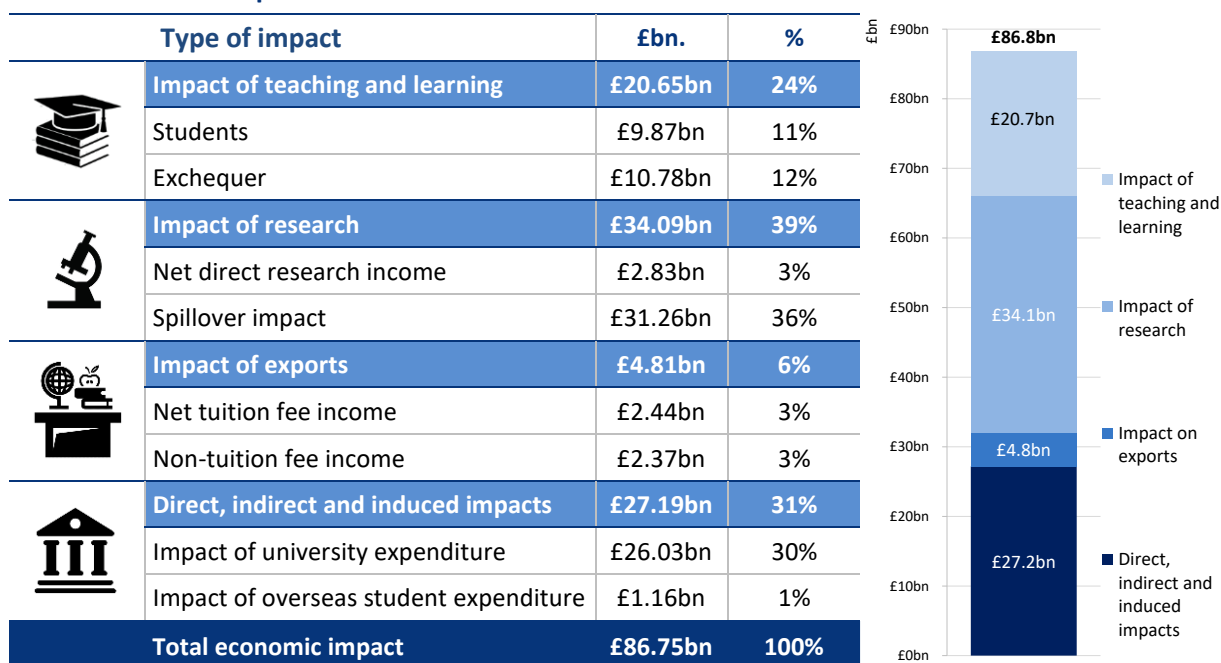 Type of impact £bn. %
Impact of teaching and learning £20.65bn 24%
Students £9.87bn 11%
Exchequer £10.78bn 12%
Impact of research £34.09bn 39%
Net direct research income £2.83bn 3%
Spillover impact £31.26bn 36%
Impact of exports £4.81bn 6%
Net tuition fee income £2.44bn 3%
Non-tuition fee income £2.37bn 3%
Direct, indirect and induced impacts £27.19bn 31%
Impact of university expenditure £26.03bn 30%
Impact of overseas student expenditure £1.16bn 1%
Total economic impact £86.75bn 100%
£bn
£90bn
£80bn
£70bn
£60bn
£50bn
£40bn
£30bn
£20bn
£10bn
£0bn
£86.8bn
£20.7bn
£34.1bn
£4.8bn
£27.2bn
Impact of
teaching and
learning
Impact of
research
Impact on
exports
Direct,
indirect and
induced
impacts